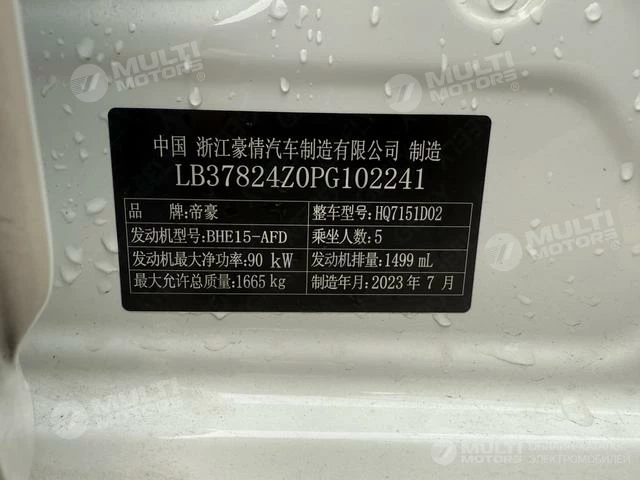 MULTI
MOTORS
MULTI
MOTORS
中国 浙江豪情汽车制造有限公司 制造
LB37824Z0PG102241
品牌:帝豪 整车型号:HQ7151D02
发动机型号:BHE15-AFD 乘坐人数:5
发动机最大净功率:90 kW 发动机排量:1499 mL
最大允许总质量:1665 kg 制造年月:2023 年 7 月
MULTI
MOTORS
MULTI
MOTORS
MULTI
MOTORS
ЭЛЕКТРОМОБИЛЕЙ